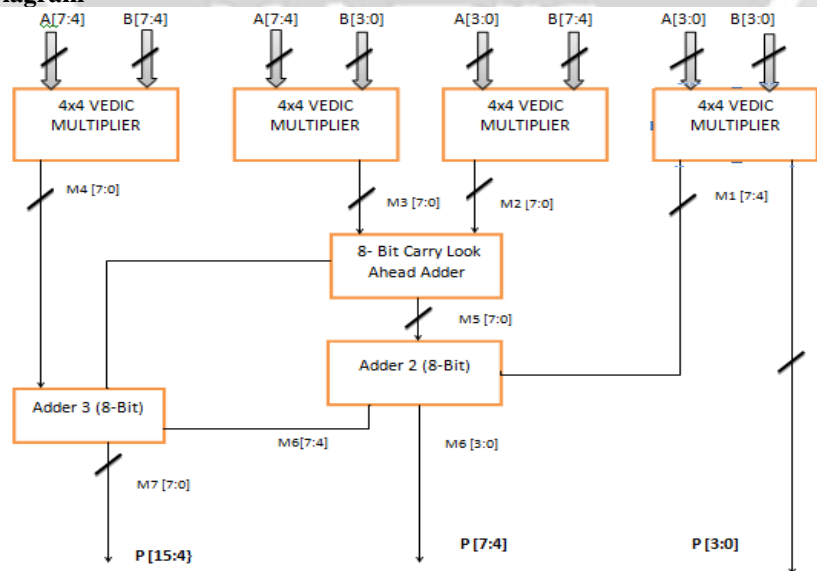 A[7:4] B[7:4] A[7:4] B[3:0] A[3:0] B[7:4] A[3:0] B[3:0]
4x4 VEDIC MULTIPLIER
4x4 VEDIC MULTIPLIER
4x4 VEDIC MULTIPLIER
4x4 VEDIC MULTIPLIER
M4 [7:0]
M3 [7:0]
M2 [7:0]
M1 [7:4]
8- Bit Carry Look
Ahead Adder
M5 [7:0]
Adder 2 (8-Bit)
Adder 3 (8-Bit)
M6[7:4]
M6 [3:0]
M7 [7:0]
P [15:4}
P [7:4]
P [3:0]